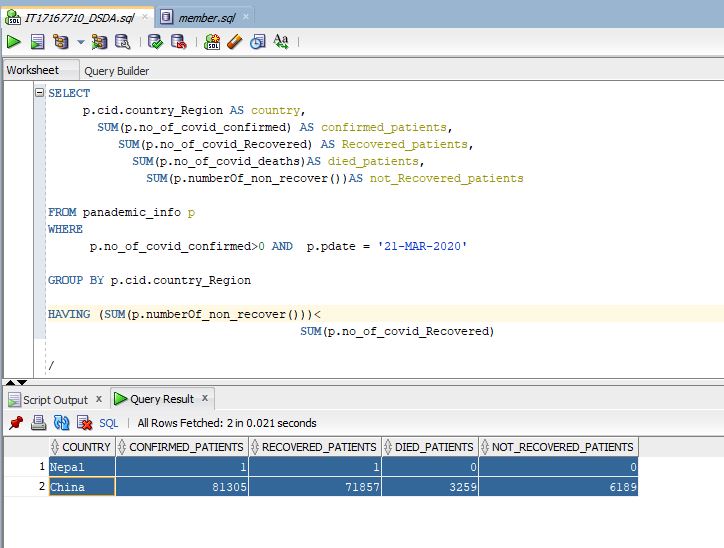 IT17167710_DSDA.sql × member.sql ×
SQL Aa
Worksheet Query Builder
SELECT
p.cid.country_Region AS country,
SUM(p.no_of_covid_confirmed) AS confirmed_patients,
SUM(p.no_of_covid_Recovered) AS Recovered_patients,
SUM(p.no_of_covid_deaths)AS died_patients,
SUM(p.numberOf_non_recover())AS not_Recovered_patients
FROM panademic_info p
WHERE
p.no_of_covid_confirmed>0 AND p.pdate = '21-MAR-2020'
GROUP BY p.cid.country_Region
HAVING (SUM(p.numberOf_non_recover()))<
SUM(p.no_of_covid_Recovered)
/
Script Output x Query Result x
SQL | All Rows Fetched: 2 in 0.021 seconds
COUNTRY CONFIRMED_PATIENTS RECOVERED_PATIENTS DIED_PATIENTS NOT_RECOVERED_PATIENTS
1 Nepal 1 1 0 0
2 China 81305 71857 3259 6189